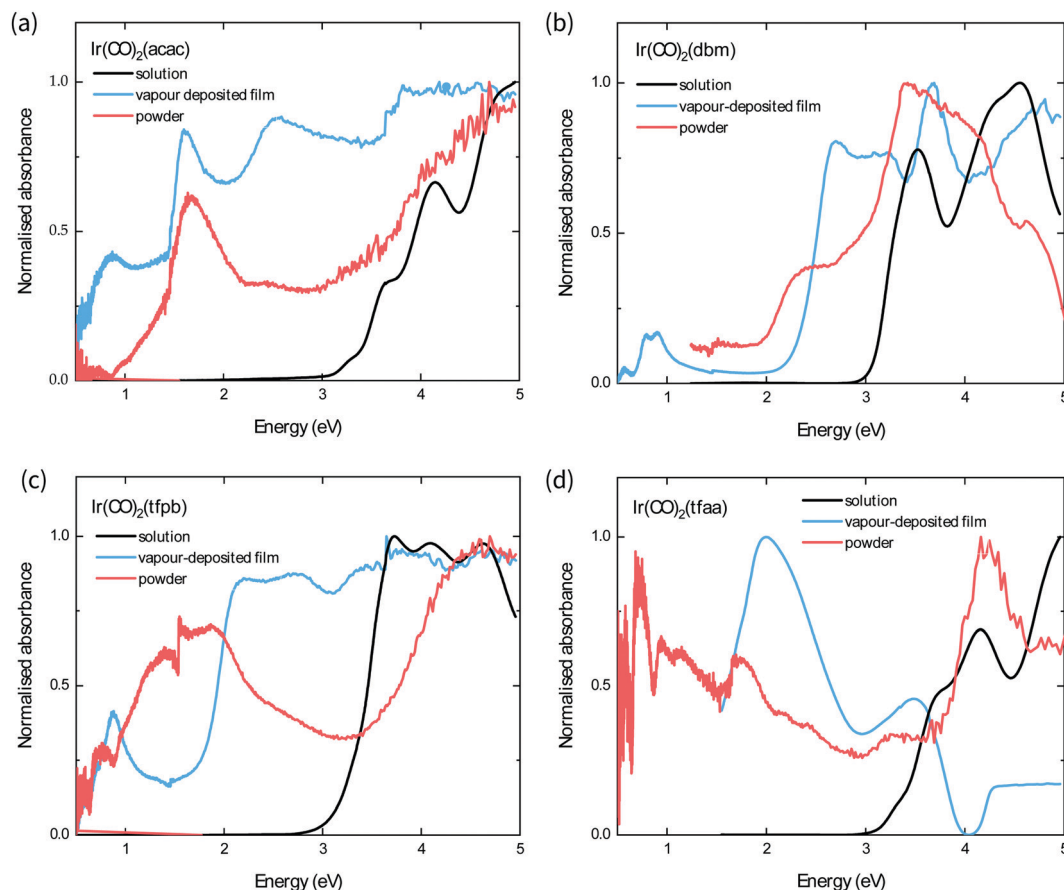 (a)
Ir(CO)2(acac)
solution
vapour deposited film
powder
1.0
0.5
0.0
Normalised absorbance
1 2 3 4 5
Energy (eV)
(b)
Ir(CO)2(dbm)
solution
vapour-deposited film
powder
1.0
0.5
0.0
Normalised absorbance
1 2 3 4 5
Energy (eV)
(c)
Ir(CO)2(tfpb)
solution
vapour-deposited film
powder
1.0
0.5
0.0
Normalised absorbance
1 2 3 4 5
Energy (eV)
(d)
Ir(CO)2(tfaa)
solution
vapour-deposited film
powder
1.0
0.5
0.0
Normalised absorbance
1 2 3 4 5
Energy (eV)